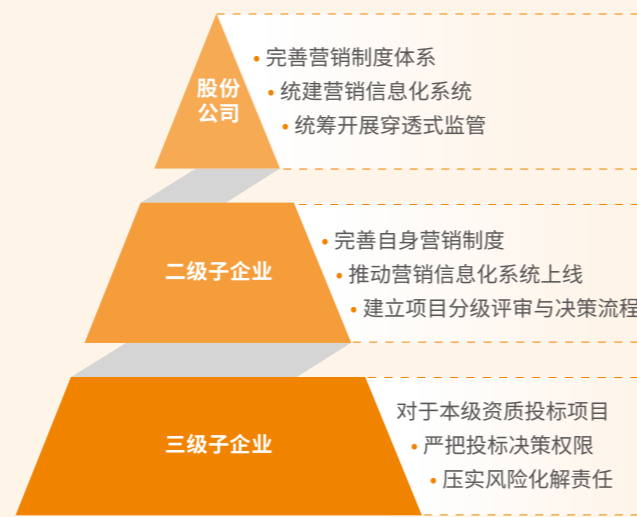 股份
公司
• 完善营销制度体系
• 统建营销信息化系统
• 统筹开展穿透式监管
二级子企业
• 完善自身营销制度
• 推动营销信息化系统上线
• 建立项目分级评审与决策流程
三级子企业
对于本级资质投标项目
• 严把投标决策权限
• 压实风险化解责任